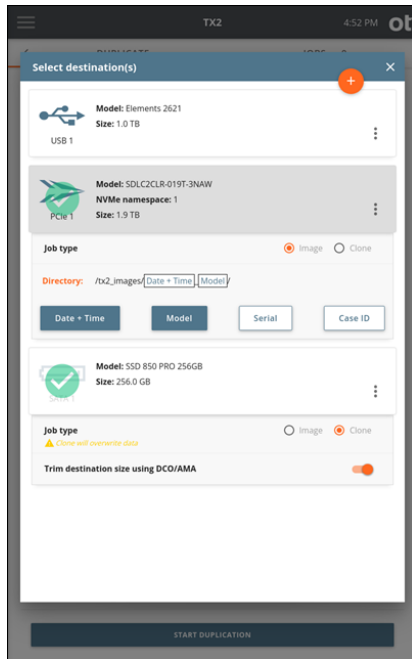 TX2
4:52 PM
ot
DUPLICATE
Select destination(s)
+
USB 1
Model: Elements 2621
Size: 1.0 TB
PCIe 1
Model: SDLC2CLR-019T-3NAW
NVMe namespace: 1
Size: 1.9 TB
Job type
Image
Clone
Directory: /tx2_images/Date + Time_Model/
Date + Time
Model
Serial
Case ID
Model: SSD 850 PRO 256GB
Size: 256.0 GB
Job type
Image
Clone
Clone will overwrite data
Trim destination size using DCO/AMA
START DUPLICATION